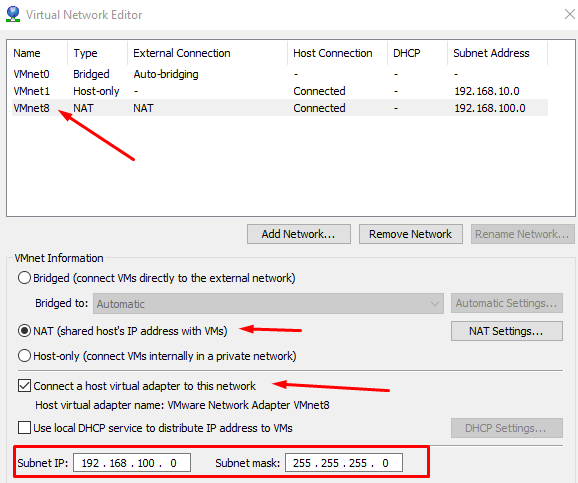 Virtual Network Editor
Name Type External Connection Host Connection DHCP Subnet Address
VMnet0 Bridged Auto-bridging - - -
VMnet1 Host-only - Connected - 192.168.10.0
VMnet8 NAT NAT Connected - 192.168.100.0
Add Network... Remove Network Rename Network...
VMnet Information
Bridged (connect VMs directly to the external network)
Bridged to: Automatic Automatic Settings...
NAT (shared host's IP address with VMs) NAT Settings...
Host-only (connect VMs internally in a private network)
Connect a host virtual adapter to this network
Host virtual adapter name: VMware Network Adapter VMnet8
Use local DHCP service to distribute IP address to VMs DHCP Settings...
Subnet IP: 192 . 168 . 100 . 0 Subnet mask: 255 . 255 . 255 . 0